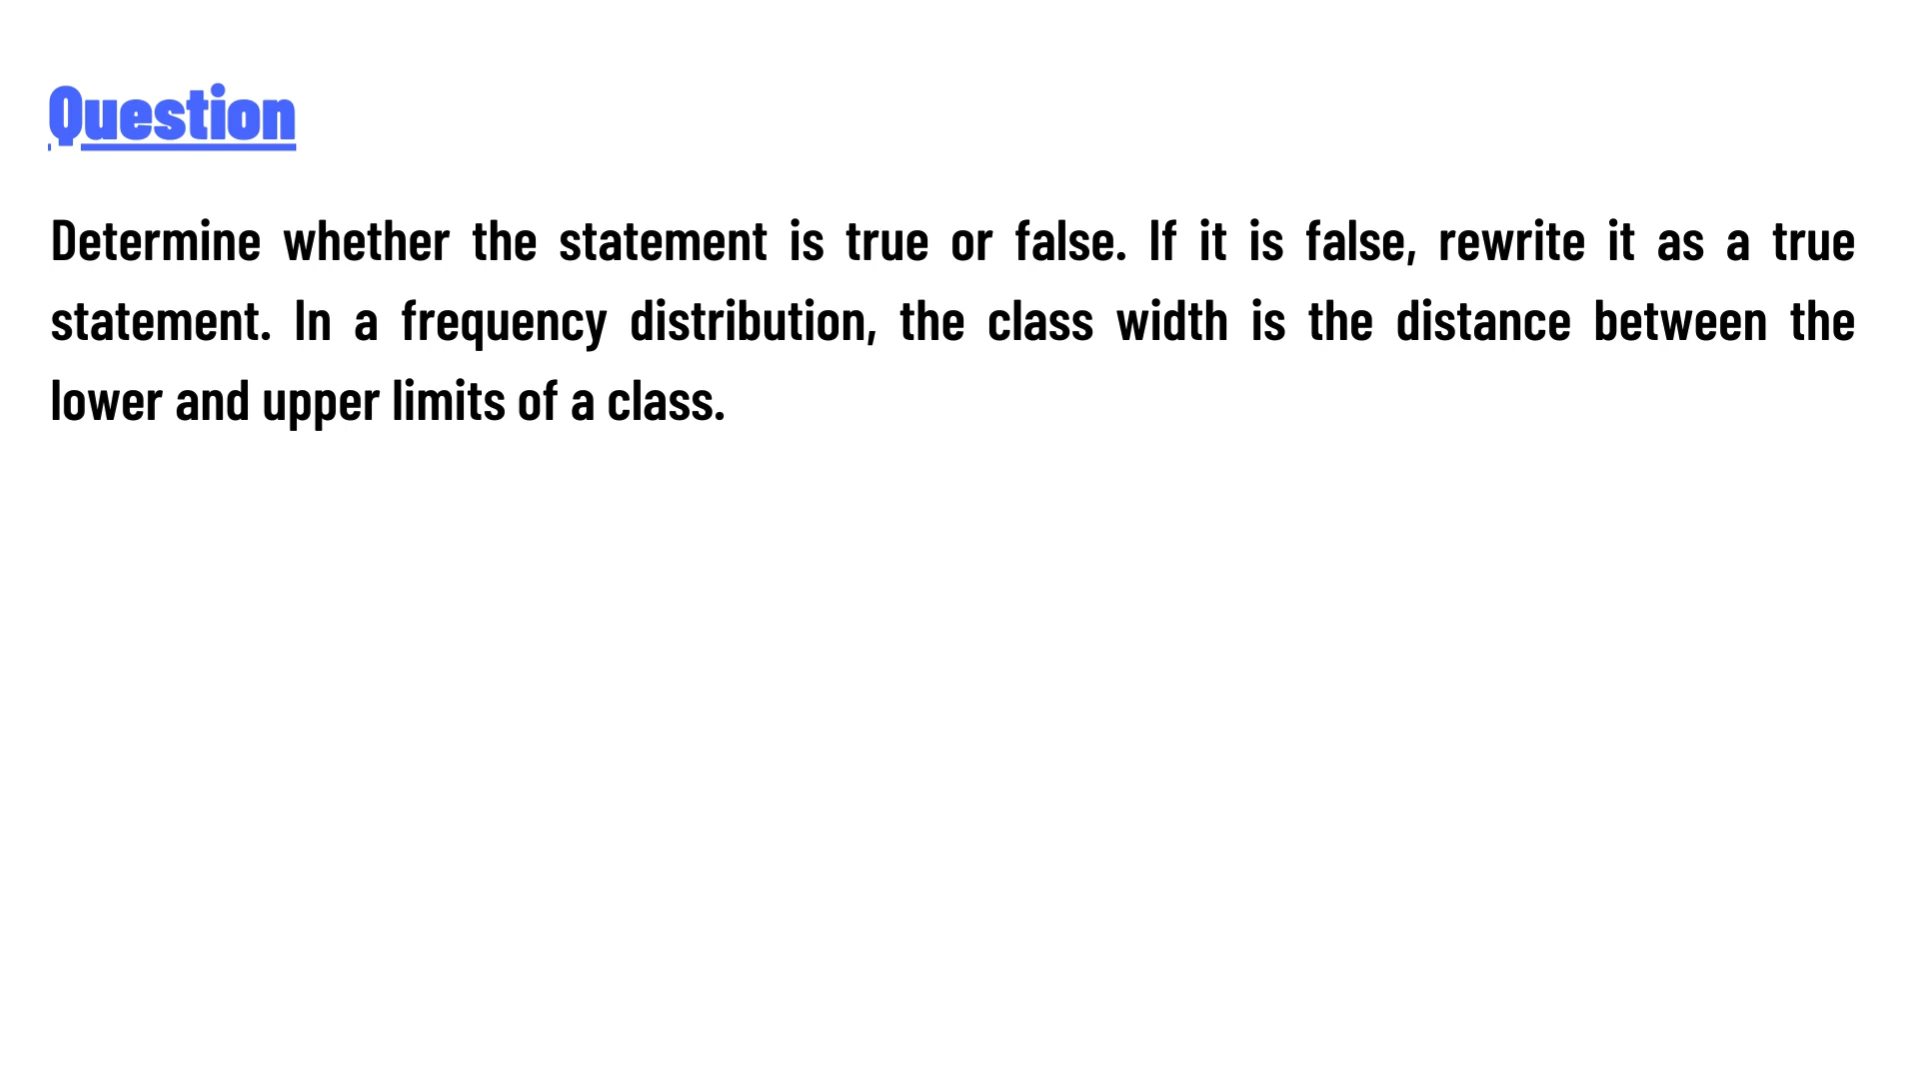 Question
Determine whether the statement is true or false. If it is false, rewrite it as a true
statement. In a frequency distribution, the class width is the distance between the
lower and upper limits of a class.